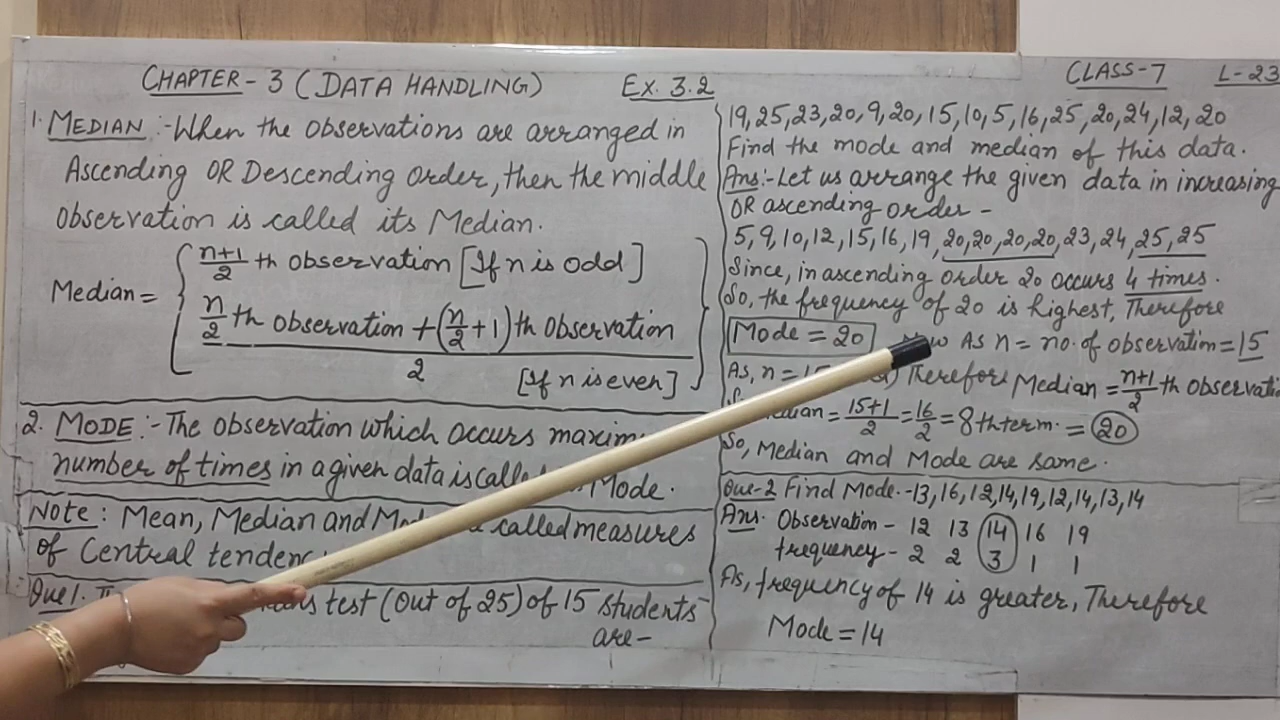 CHAPTER - 3 (DATA HANDLING) Ex. 3.2
CLASS-7 L-23
1. MEDIAN :- When the observations are arranged in
Ascending OR Descending order, then the middle
observation is called its Median.
Median = { n+1/2 th observation [If n is odd]
n/2 th observation + (n/2 + 1) th observation / 2 [If n is even] }
2. MODE :- The observation which occurs
number of times in a given data is Mode.
Note : Mean, Median and called measures
of Central
Que 1. test (out of 25) of 15 students
are -
19, 25, 23, 20, 9, 20, 15, 10, 5, 16, 25, 20, 24, 12, 20
Find the mode and median of this data.
Ans:- Let us arrange the given data in increasing
OR ascending order -
5, 9, 10, 12, 15, 16, 19, 20, 20, 20, 20, 23, 24, 25, 25
Since, in ascending order 20 occurs 4 times.
So, the frequency of 20 is highest, Therefore
Mode = 20 As n = no. of observation = 15
As, n = Therefore Median = n+1/2 th
= 15+1/2 = 16/2 = 8th term. = 20
So, Median and Mode are same.
Que-2 Find Mode. - 13, 16, 12, 14, 19, 12, 14, 13, 14
Ans. Observation - 12 13 14 16 19
frequency - 2 2 3 1 1
As, frequency of 14 is greater, Therefore
Mode = 14